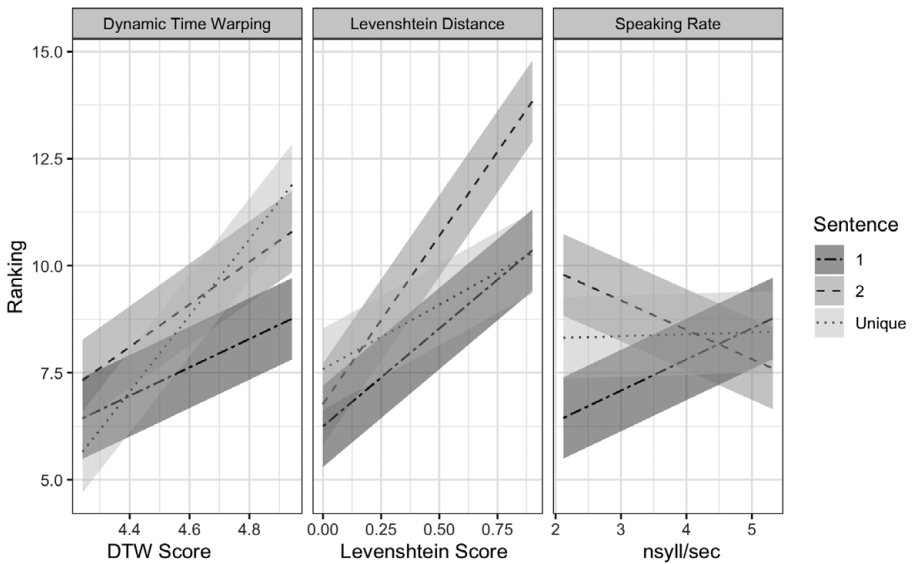 Dynamic Time Warping
Levenshtein Distance
Speaking Rate
15.0
12.5
10.0
7.5
5.0
Ranking
4.4 4.6 4.8
0.00 0.25 0.50 0.75
2 3 4 5
DTW Score
Levenshtein Score
nsyll/sec
Sentence
1
2
Unique